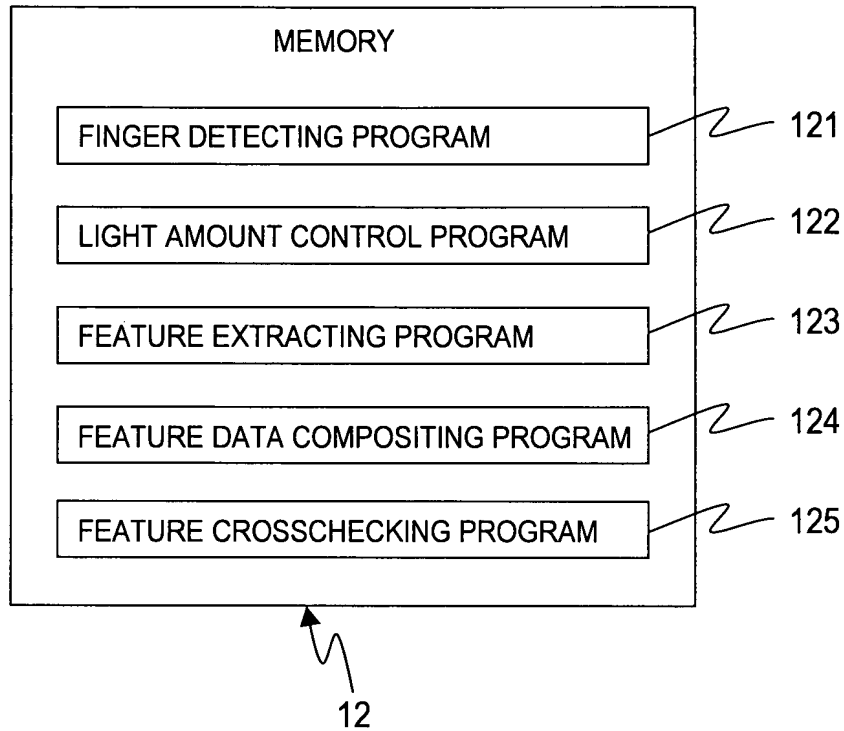 MEMORY
FINGER DETECTING PROGRAM
121
LIGHT AMOUNT CONTROL PROGRAM
122
FEATURE EXTRACTING PROGRAM
123
FEATURE DATA COMPOSITING PROGRAM
124
FEATURE CROSSCHECKING PROGRAM
125
12